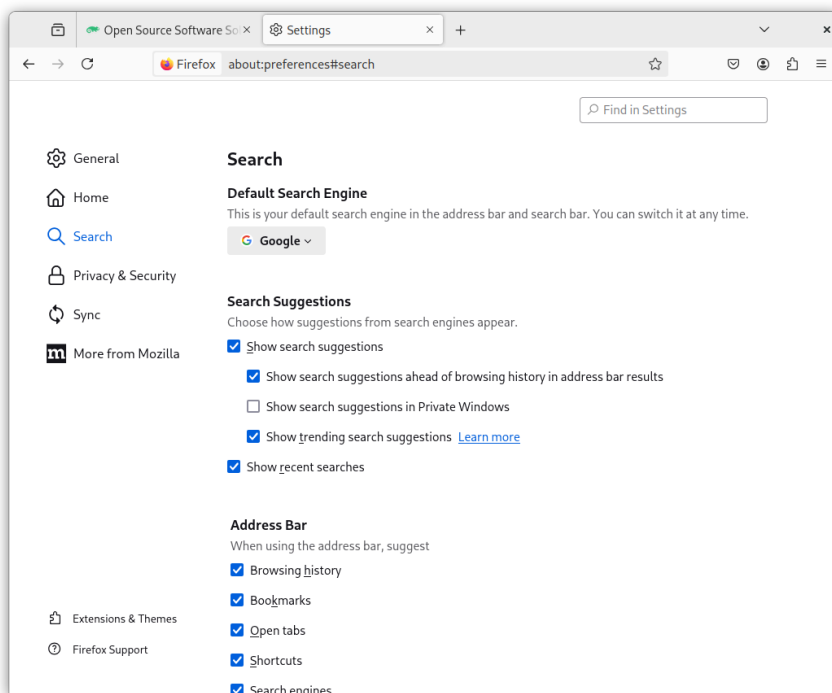 Open Source Software So
Settings
Firefox about:preferences#search
Find in Settings
General
Home
Search
Privacy & Security
Sync
More from Mozilla
Extensions & Themes
Firefox Support
Search
Default Search Engine
This is your default search engine in the address bar and search bar. You can switch it at any time.
Google
Search Suggestions
Choose how suggestions from search engines appear.
Show search suggestions
Show search suggestions ahead of browsing history in address bar results
Show search suggestions in Private Windows
Show trending search suggestions Learn more
Show recent searches
Address Bar
When using the address bar, suggest
Browsing history
Bookmarks
Open tabs
Shortcuts
Search engines